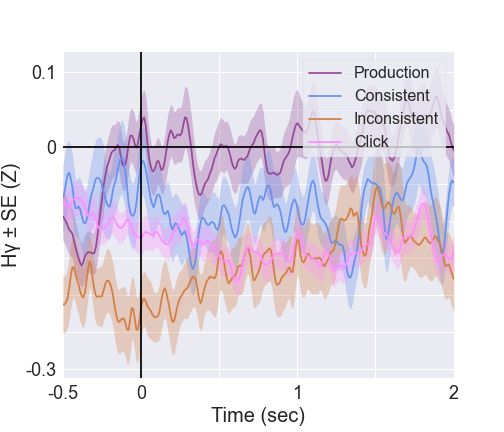 Production
Consistent
Inconsistent
Click
0.1
0
-0.3
Hγ ± SE (Z)
-0.5
0
1
2
Time (sec)